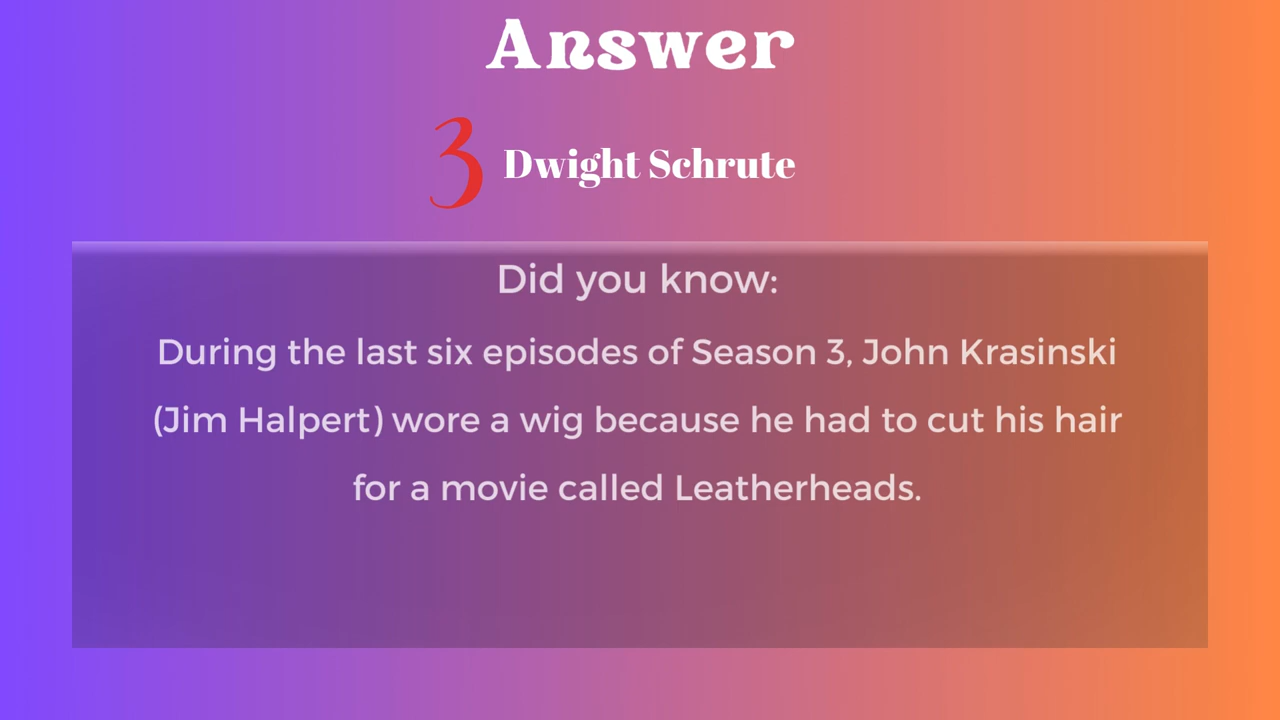 Answer
3 Dwight Schrute
Did you know:
During the last six episodes of Season 3, John Krasinski
(Jim Halpert) wore a wig because he had to cut his hair
for a movie called Leatherheads.